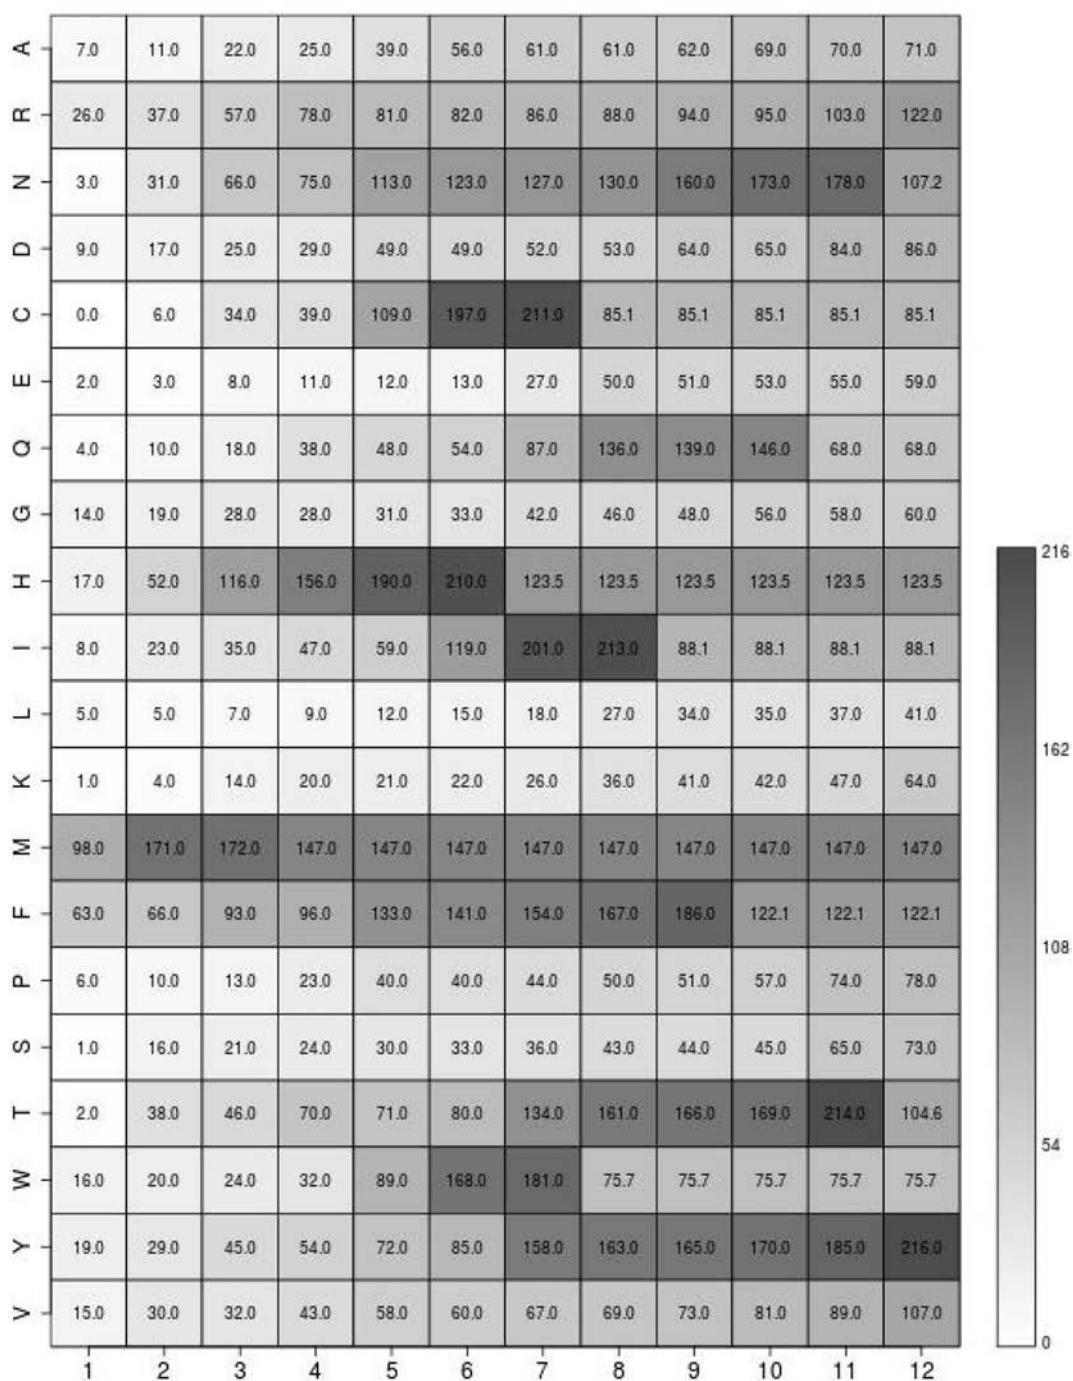 A 7.0 11.0 22.0 25.0 39.0 56.0 61.0 61.0 62.0 69.0 70.0 71.0
R 26.0 37.0 57.0 78.0 81.0 82.0 86.0 88.0 94.0 95.0 103.0 122.0
N 3.0 31.0 66.0 75.0 113.0 123.0 127.0 130.0 160.0 173.0 178.0 107.2
D 9.0 17.0 25.0 29.0 49.0 49.0 52.0 53.0 64.0 65.0 84.0 86.0
C 0.0 6.0 34.0 39.0 109.0 197.0 211.0 85.1 85.1 85.1 85.1 85.1
E 2.0 3.0 8.0 11.0 12.0 13.0 27.0 50.0 51.0 53.0 55.0 59.0
Q 4.0 10.0 18.0 38.0 48.0 54.0 87.0 136.0 139.0 146.0 68.0 68.0
G 14.0 19.0 28.0 28.0 31.0 33.0 42.0 46.0 48.0 56.0 58.0 60.0
H 17.0 52.0 116.0 156.0 190.0 210.0 123.5 123.5 123.5 123.5 123.5 123.5
216
I 8.0 23.0 35.0 47.0 59.0 119.0 201.0 213.0 88.1 88.1 88.1 88.1
L 5.0 5.0 7.0 9.0 12.0 15.0 18.0 27.0 34.0 35.0 37.0 41.0
162
K 1.0 4.0 14.0 20.0 21.0 22.0 26.0 36.0 41.0 42.0 47.0 64.0
M 98.0 171.0 172.0 147.0 147.0 147.0 147.0 147.0 147.0 147.0 147.0 147.0
F 63.0 66.0 93.0 96.0 133.0 141.0 154.0 167.0 186.0 122.1 122.1 122.1
108
P 6.0 10.0 13.0 23.0 40.0 40.0 44.0 50.0 51.0 57.0 74.0 78.0
S 1.0 16.0 21.0 24.0 30.0 33.0 36.0 43.0 44.0 45.0 65.0 73.0
T 2.0 38.0 46.0 70.0 71.0 80.0 134.0 161.0 166.0 169.0 214.0 104.6
54
W 16.0 20.0 24.0 32.0 89.0 168.0 181.0 75.7 75.7 75.7 75.7 75.7
Y 19.0 29.0 45.0 54.0 72.0 85.0 158.0 163.0 165.0 170.0 185.0 216.0
V 15.0 30.0 32.0 43.0 58.0 60.0 67.0 69.0 73.0 81.0 89.0 107.0
0
1 2 3 4 5 6 7 8 9 10 11 12